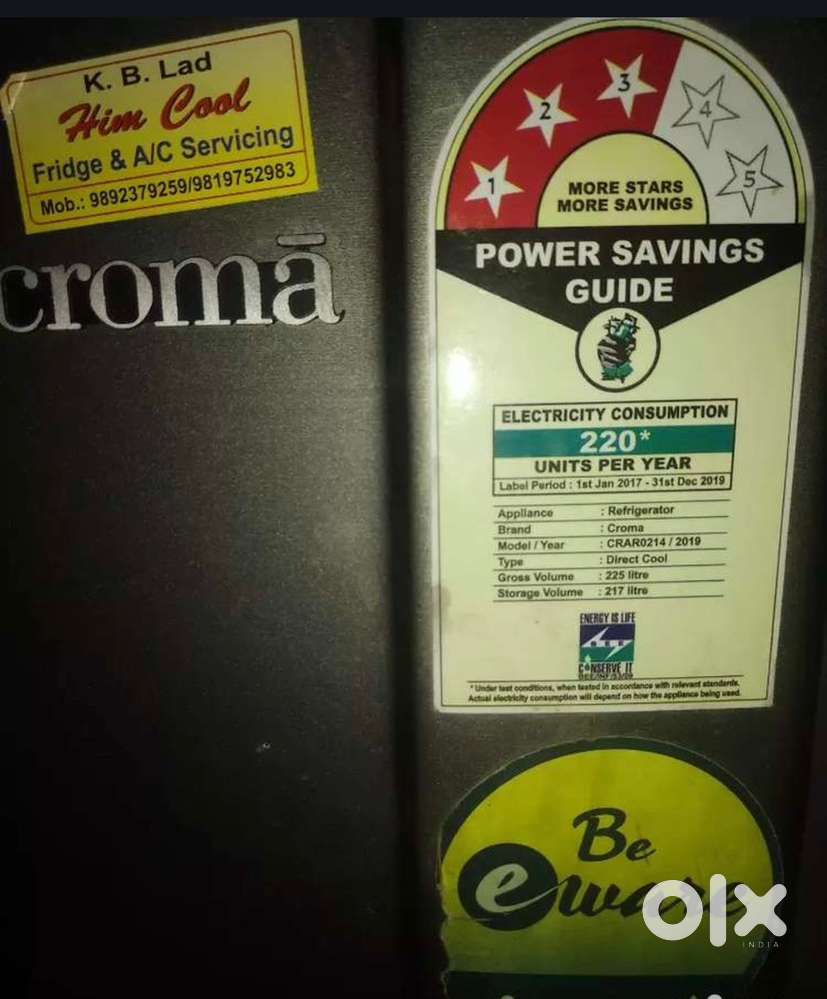 K. B. Lad
Him Cool
Fridge & A/C Servicing
Mob.: 9892379259/9819752983
cromā
1 2 3 4 5
MORE STARS
MORE SAVINGS
POWER SAVINGS
GUIDE
ELECTRICITY CONSUMPTION
220*
UNITS PER YEAR
Label Period : 1st Jan 2017 - 31st Dec 2019
Appliance : Refrigerator
Brand : Croma
Model / Year : CRAR0214 / 2019
Type : Direct Cool
Gross Volume : 225 litre
Storage Volume : 217 litre
ENERGY IS LIFE
BEE
CONSERVE IT
* Under test conditions, when tested in accordance with relevant standards.
Actual electricity consumption will depend on how the appliance being used.
Be
eware
olx
INDIA